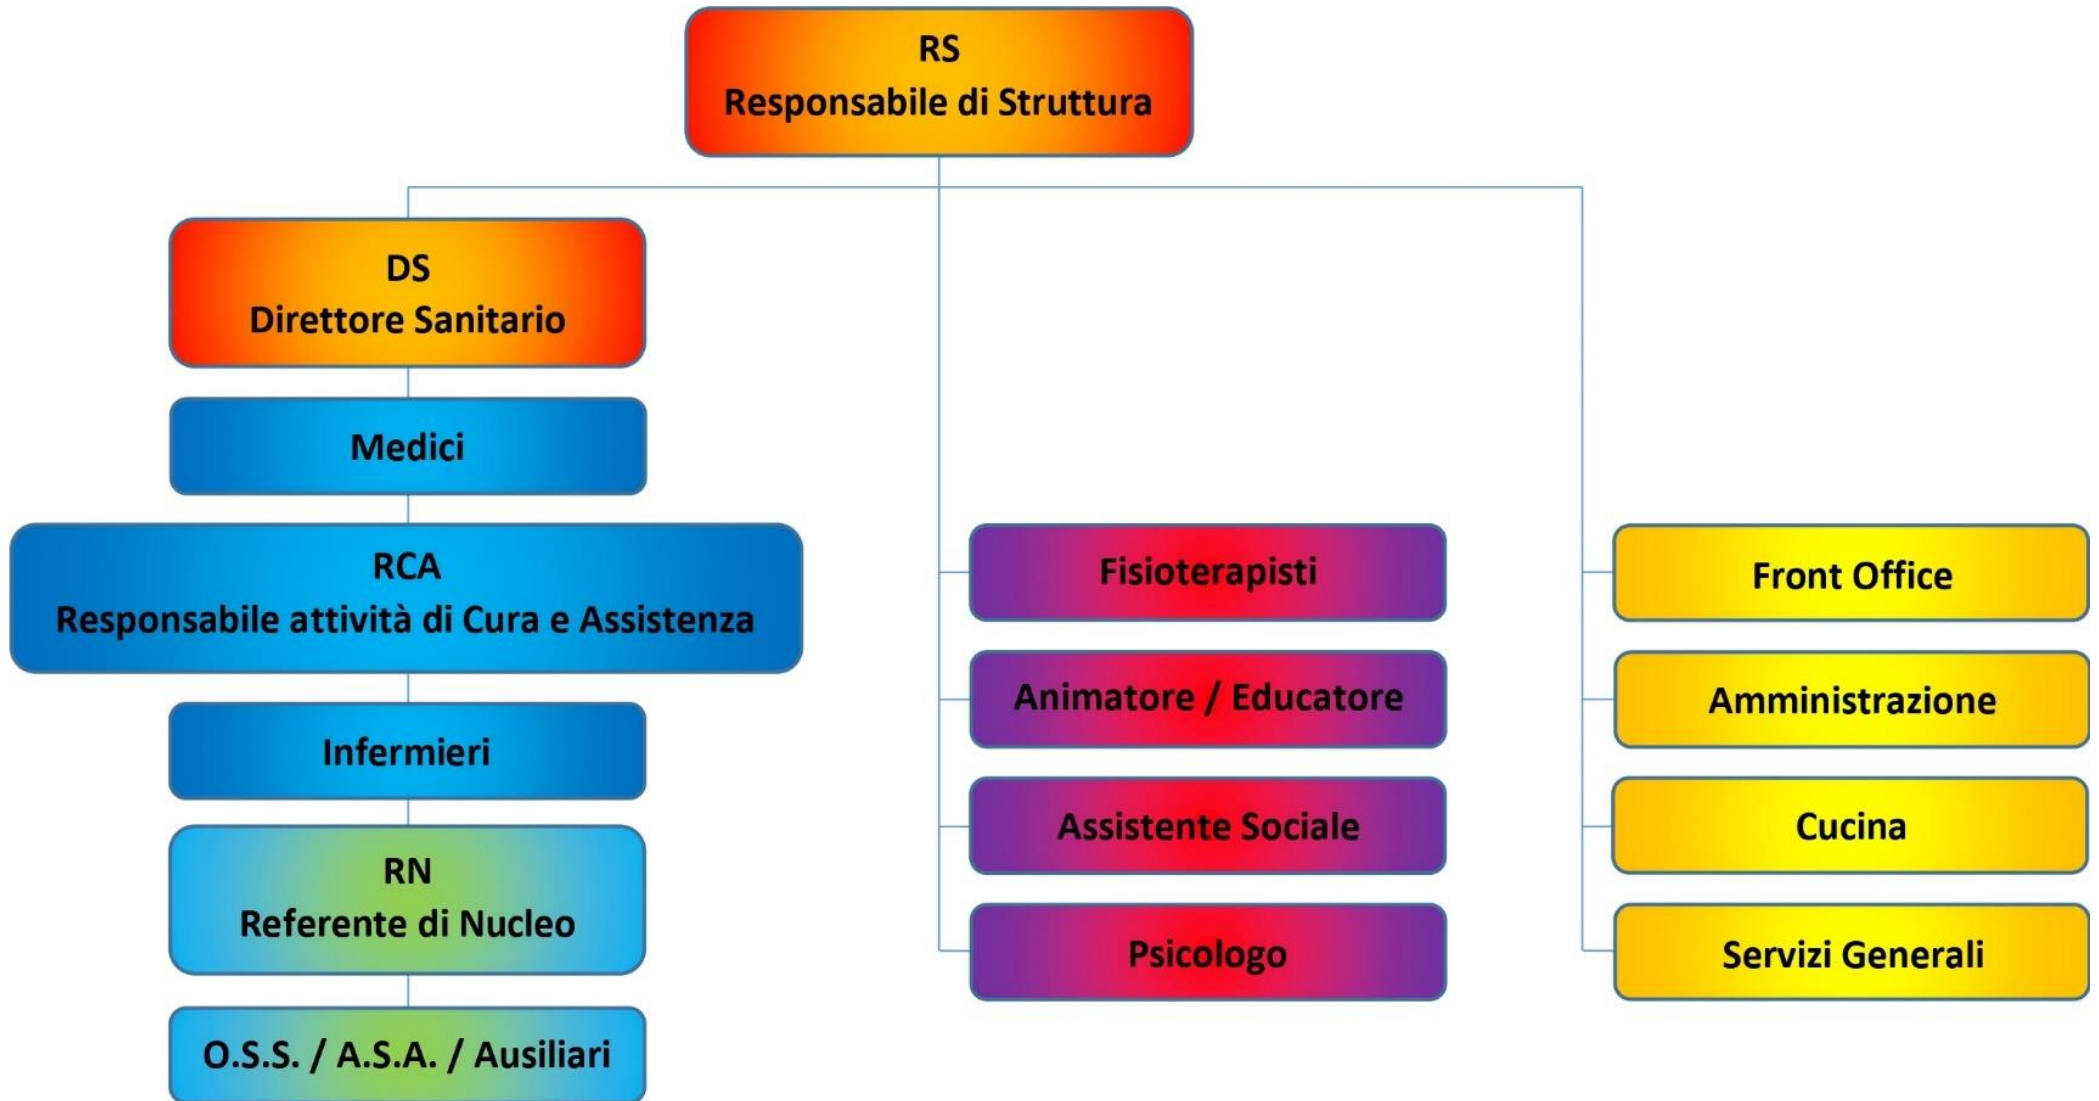 RS
Responsabile di Struttura
DS
Direttore Sanitario
Medici
RCA
Responsabile attività di Cura e Assistenza
Infermieri
RN
Referente di Nucleo
O.S.S. / A.S.A. / Ausiliari
Fisioterapisti
Animatore / Educatore
Assistente Sociale
Psicologo
Front Office
Amministrazione
Cucina
Servizi Generali